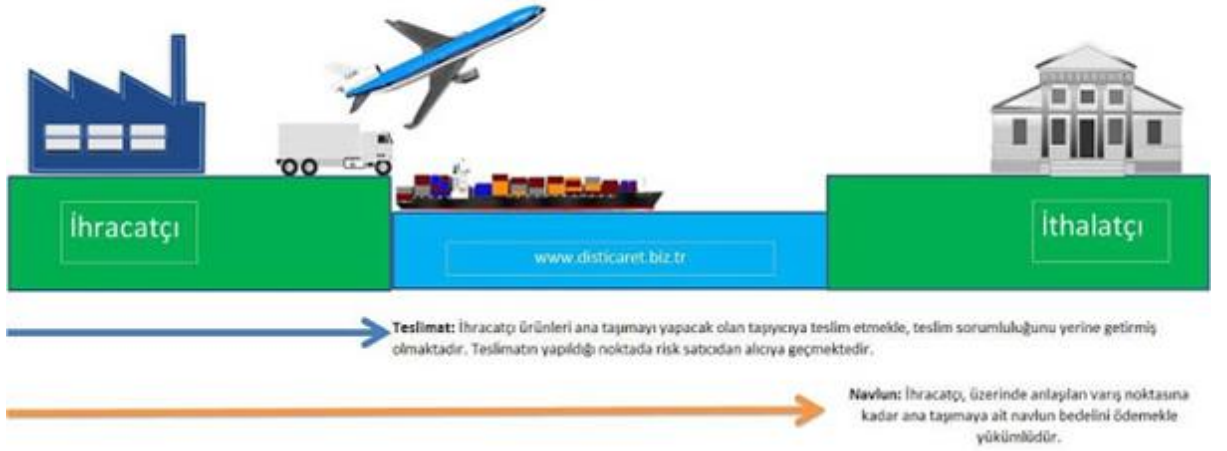 İhracatçı
İthalatçı
www.disticaret.biz.tr
Teslimat: İhracatçı ürünleri ana taşımayı yapacak olan taşıyıcıya teslim etmekle, teslim sorumluluğunu yerine getirmiş
olmaktadır. Teslimatın yapıldığı noktada risk satıcıdan alıcıya geçmektedir.
Navlun: İhracatçı, üzerinde anlaşılan varış noktasına
kadar ana taşımaya ait navlun bedelini ödemekle
yükümlüdür.